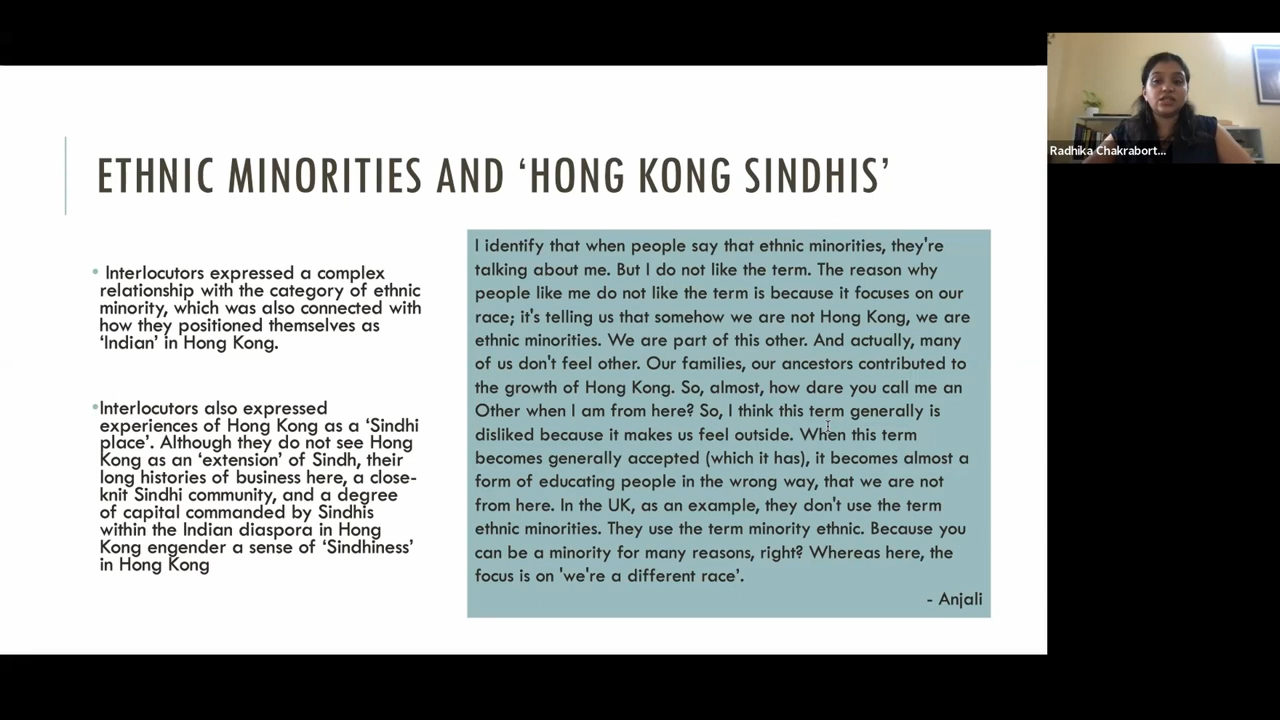 ETHNIC MINORITIES AND ‘HONG KONG SINDHIS’
• Interlocutors expressed a complex
relationship with the category of ethnic
minority, which was also connected with
how they positioned themselves as
‘Indian’ in Hong Kong.
•Interlocutors also expressed
experiences of Hong Kong as a ‘Sindhi
place’. Although they do not see Hong
Kong as an ‘extension’ of Sindh, their
long histories of business here, a close-
knit Sindhi community, and a degree
of capital commanded by Sindhis
within the Indian diaspora in Hong
Kong engender a sense of ‘Sindhiness’
in Hong Kong
I identify that when people say that ethnic minorities, they're
talking about me. But I do not like the term. The reason why
people like me do not like the term is because it focuses on our
race; it's telling us that somehow we are not Hong Kong, we are
ethnic minorities. We are part of this other. And actually, many
of us don't feel other. Our families, our ancestors contributed to
the growth of Hong Kong. So, almost, how dare you call me an
Other when I am from here? So, I think this term generally is
disliked because it makes us feel outside. When this term
becomes generally accepted (which it has), it becomes almost a
form of educating people in the wrong way, that we are not
from here. In the UK, as an example, they don't use the term
ethnic minorities. They use the term minority ethnic. Because you
can be a minority for many reasons, right? Whereas here, the
focus is on 'we're a different race’.
- Anjali
Radhika Chakrabort...